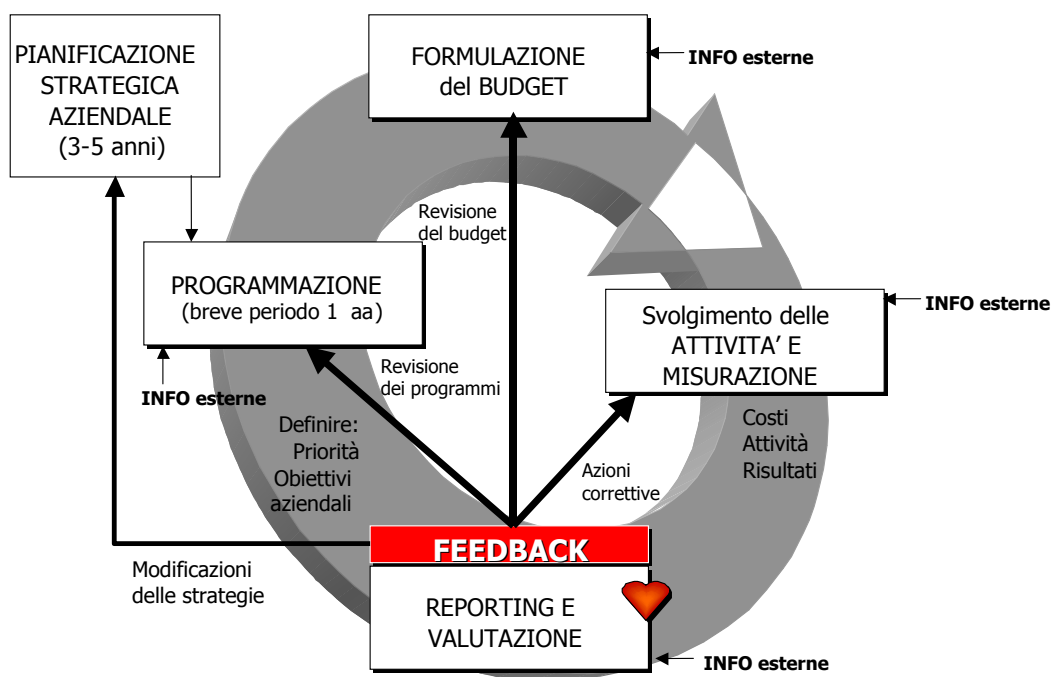 PIANIFICAZIONE
STRATEGICA
AZIENDALE
(3-5 anni)
FORMULAZIONE
del BUDGET
INFO esterne
Revisione
del budget
PROGRAMMAZIONE
(breve periodo 1 aa)
INFO esterne
Svolgimento delle
ATTIVITA’ E
MISURAZIONE
INFO esterne
Revisione
dei programmi
Definire:
Priorità
Obiettivi
aziendali
Costi
Attività
Risultati
Azioni
correttive
FEEDBACK
Modificazioni
delle strategie
REPORTING E
VALUTAZIONE
INFO esterne